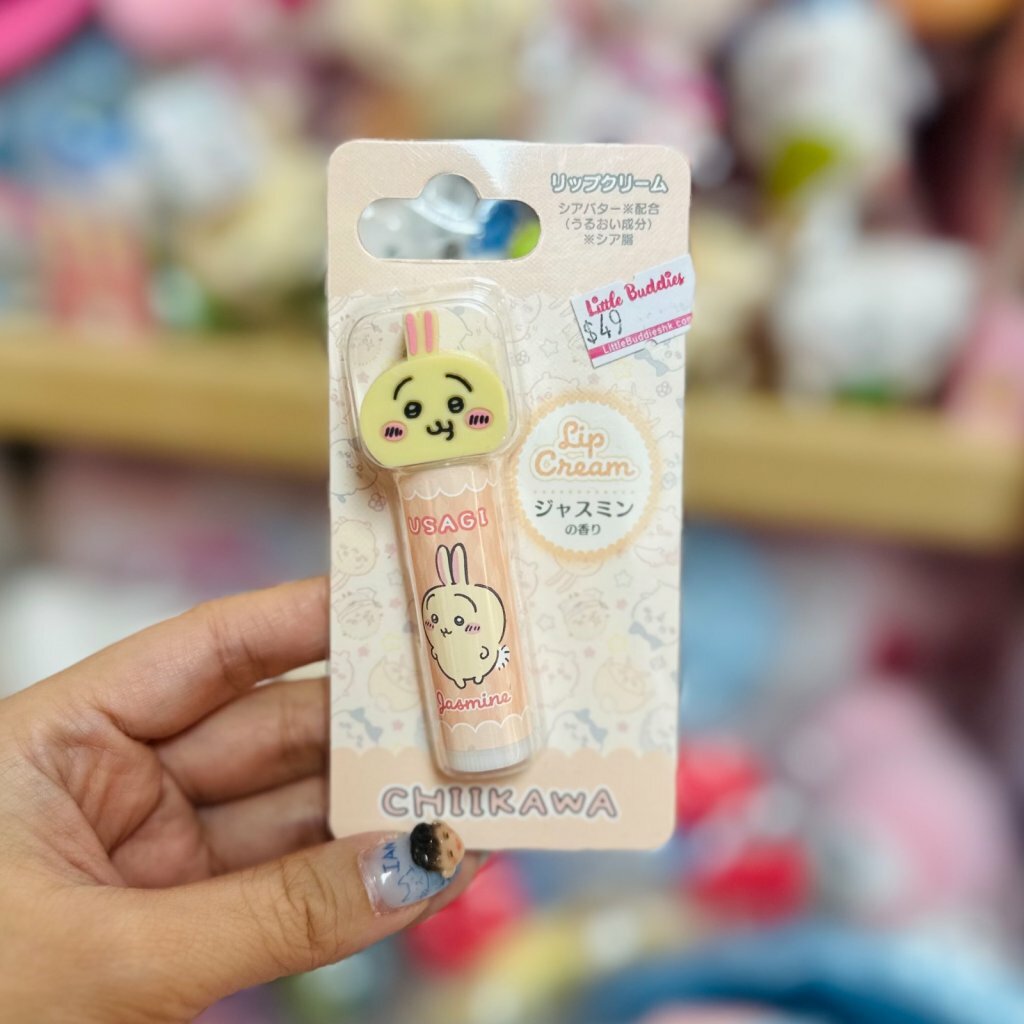 リップクリーム
シアバター※配合
(うるおい成分)
※シア脂
Little Buddies
$49
LittleBuddieshk.com
Lip
Cream
ジャスミン
の香り
USAGI
Jasmine
CHIIKAWA